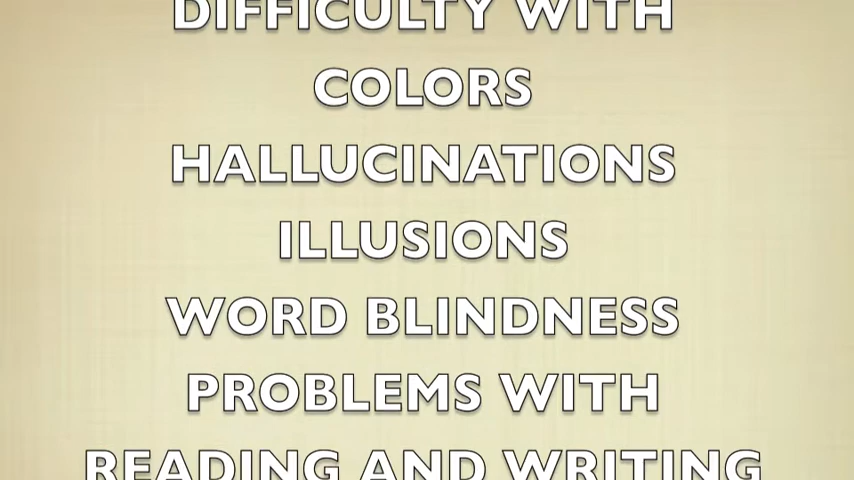 DIFFICULTY WITH
COLORS
HALLUCINATIONS
ILLUSIONS
WORD BLINDNESS
PROBLEMS WITH
READING AND WRITING